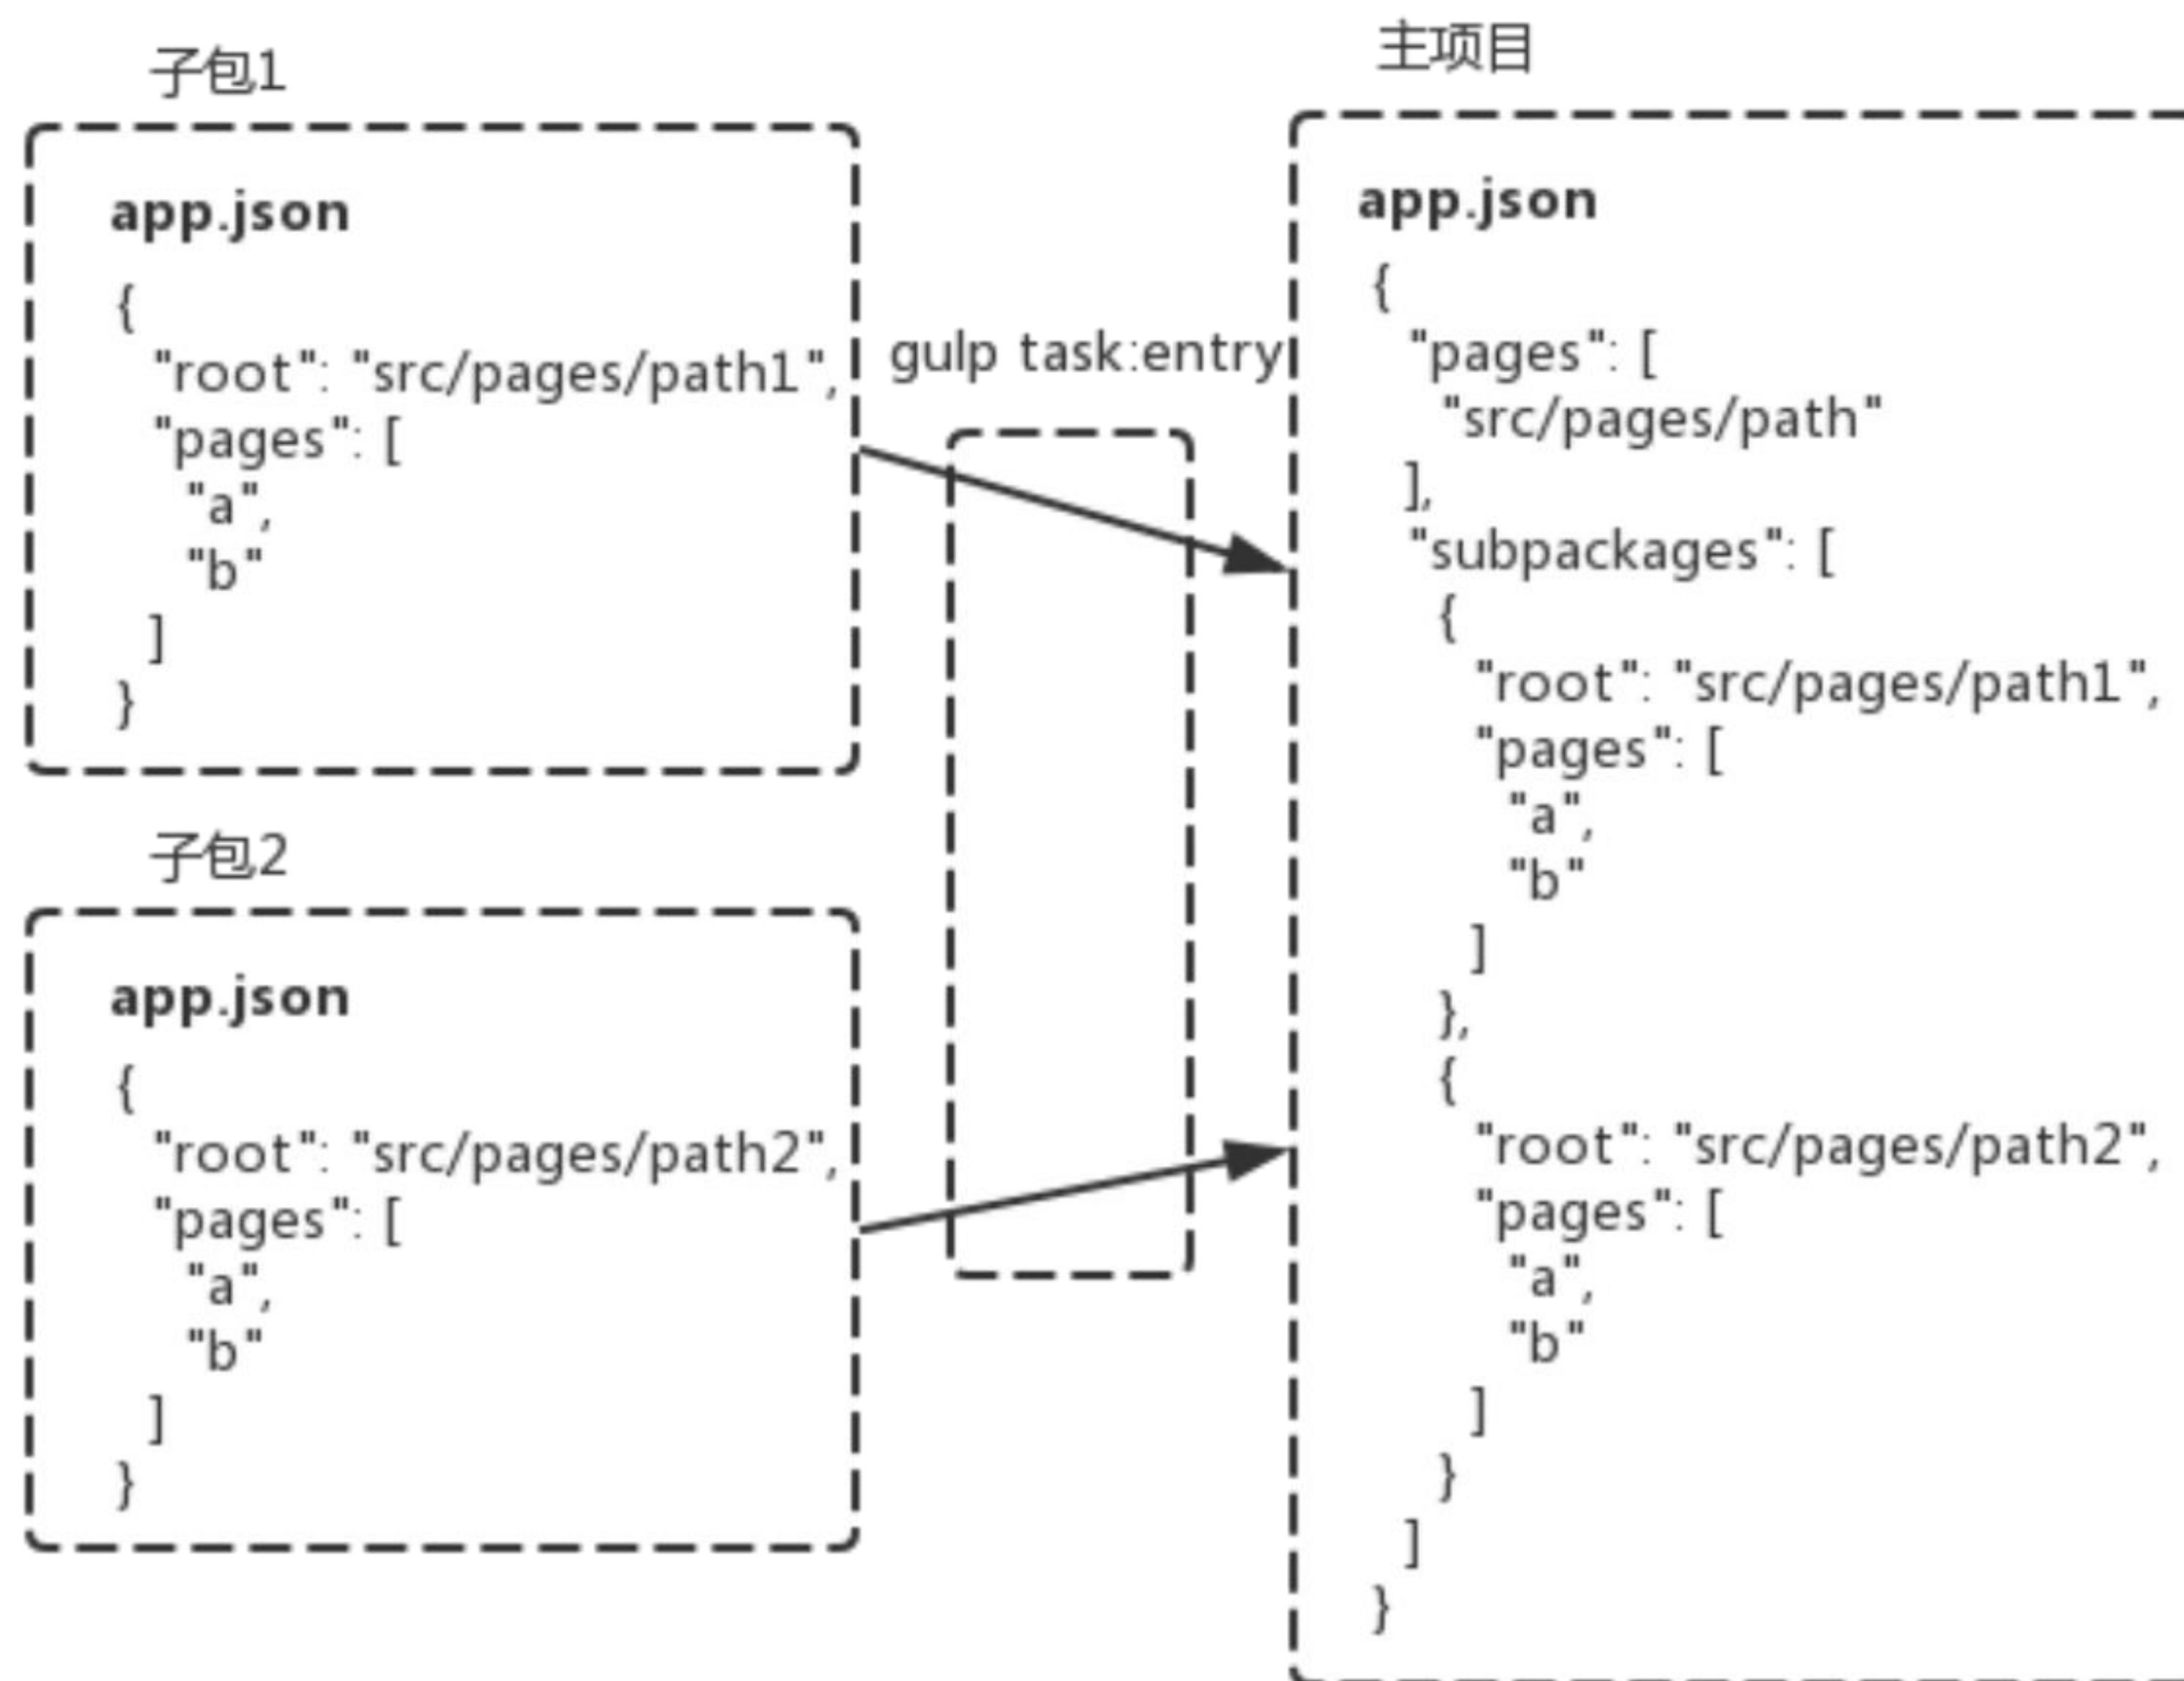 子包1
app.json
{
"root": "src/pages/path1",
"pages": [
"a",
"b"
]
}
子包2
app.json
{
"root": "src/pages/path2",
"pages": [
"a",
"b"
]
}
gulp task:entry
主项目
app.json
{
"pages": [
"src/pages/path"
],
"subpackages": [
{
"root": "src/pages/path1",
"pages": [
"a",
"b"
]
},
{
"root": "src/pages/path2",
"pages": [
"a",
"b"
]
}
]
}